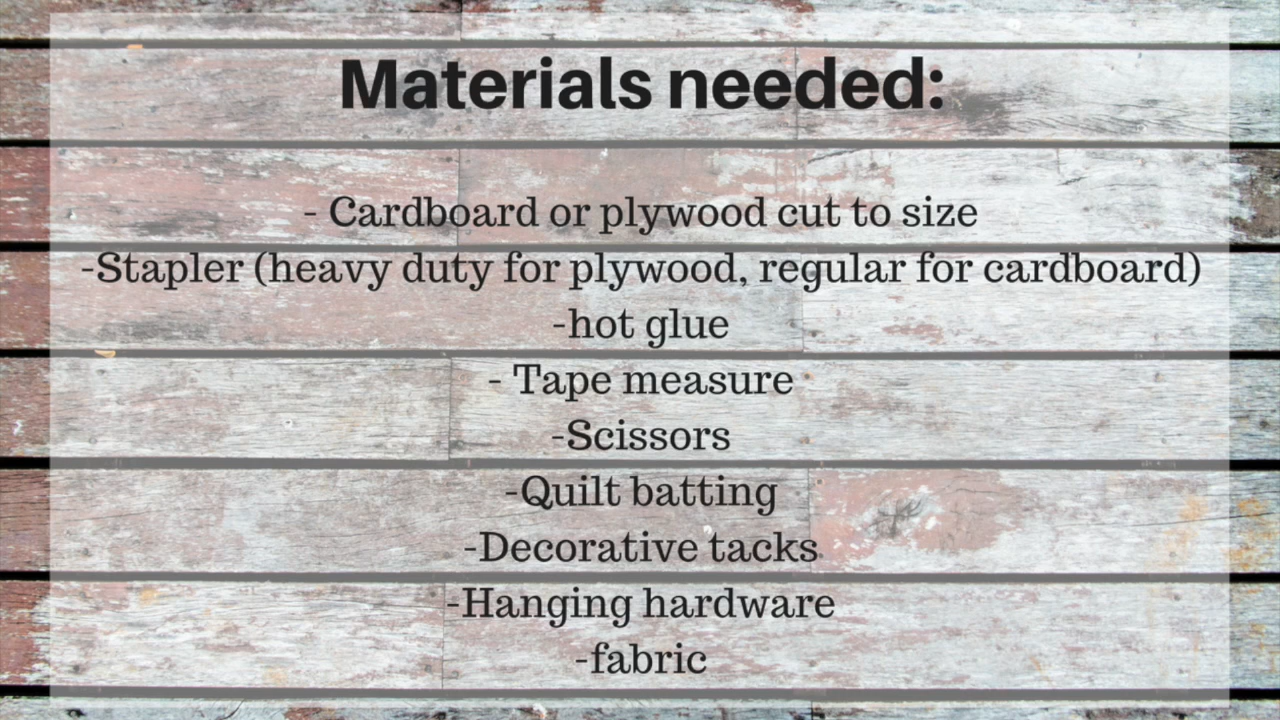 Materials needed:
- Cardboard or plywood cut to size
-Stapler (heavy duty for plywood, regular for cardboard)
-hot glue
- Tape measure
-Scissors
-Quilt batting
-Decorative tacks
-Hanging hardware
-fabric